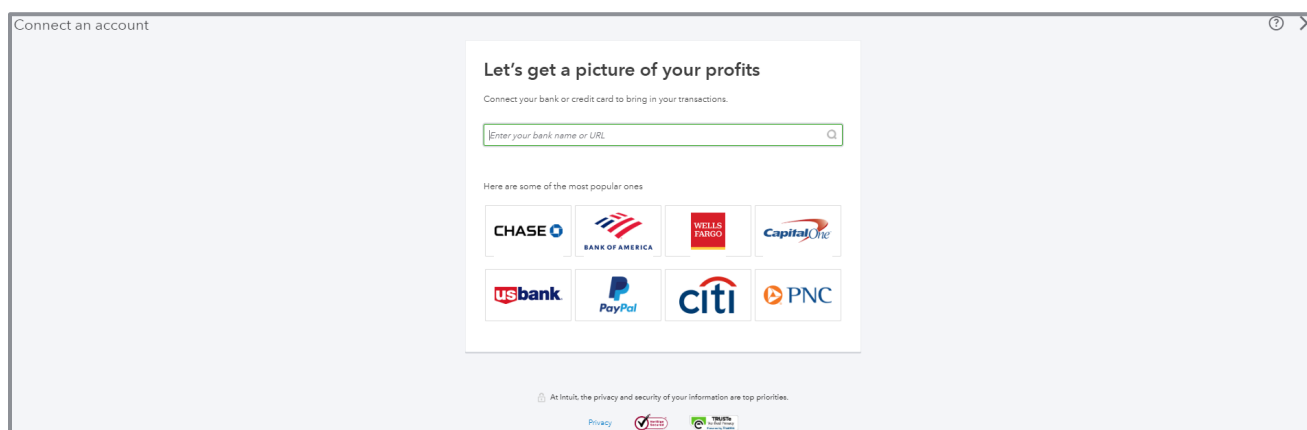 Connect an account
Let's get a picture of your profits
Connect your bank or credit card to bring in your transactions.
Enter your bank name or URL
Here are some of the most popular ones
CHASE
BANK OF AMERICA
WELLS
FARGO
Capital One
usbank
PayPal
citi
PNC
At Intuit, the privacy and security of your information are top priorities.
Privacy
TRUSTe